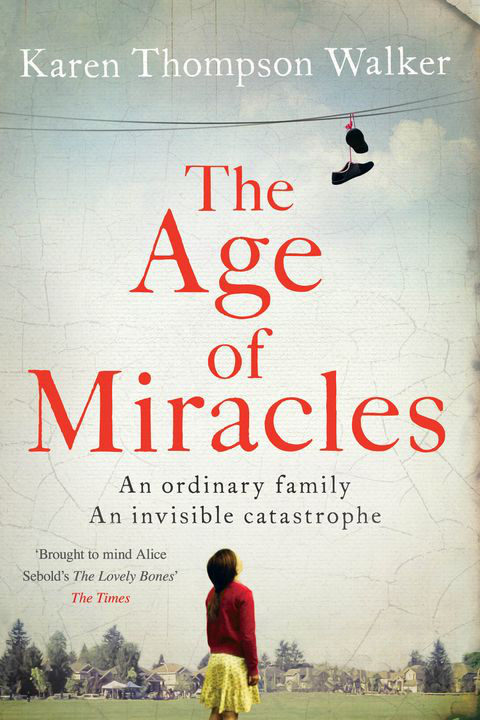 Karen Thompson Walker
The
Age
of
Miracles
An ordinary family
An invisible catastrophe
‘Brought to mind Alice
Sebold’s The Lovely Bones’
The Times